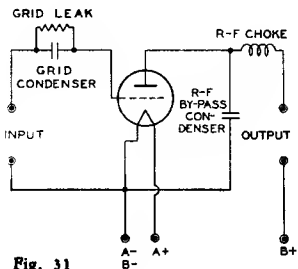 GRID LEAK
GRID
CONDENSER
R-F CHOKE
R-F
BY-PASS
CON-
DENSER
INPUT
OUTPUT
A-
B-
A+
B+
Fig. 31